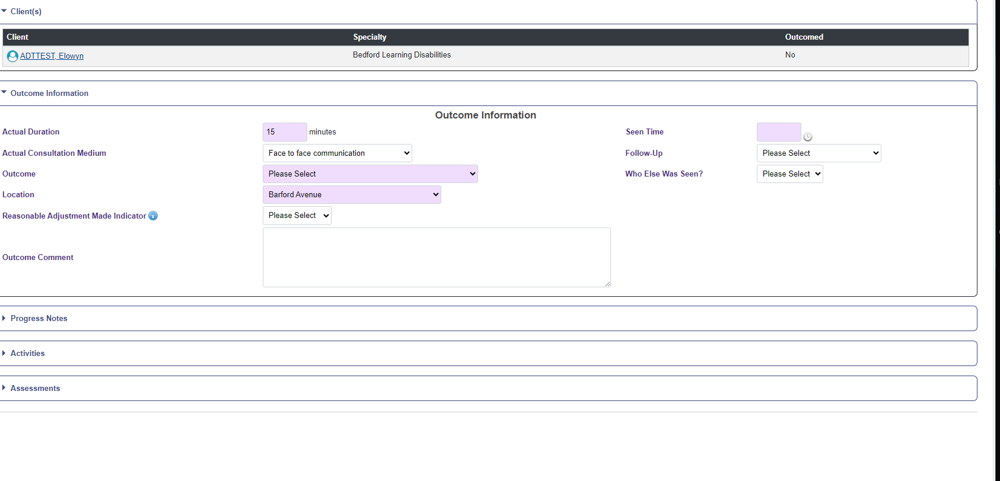 Client(s)
Client Specialty Outcomed
ADTTEST, Elowyn Bedford Learning Disabilities No
Outcome Information
Outcome Information
Actual Duration 15 minutes Seen Time
Actual Consultation Medium Face to face communication Follow-Up Please Select
Outcome Please Select Who Else Was Seen? Please Select
Location Barford Avenue
Reasonable Adjustment Made Indicator Please Select
Outcome Comment
Progress Notes
Activities
Assessments